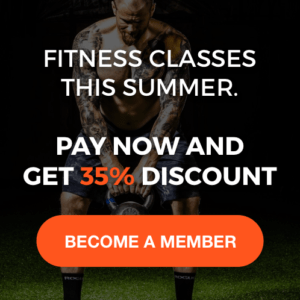 FITNESS CLASSES
THIS SUMMER.
PAY NOW AND
GET 35% DISCOUNT
BECOME A MEMBER